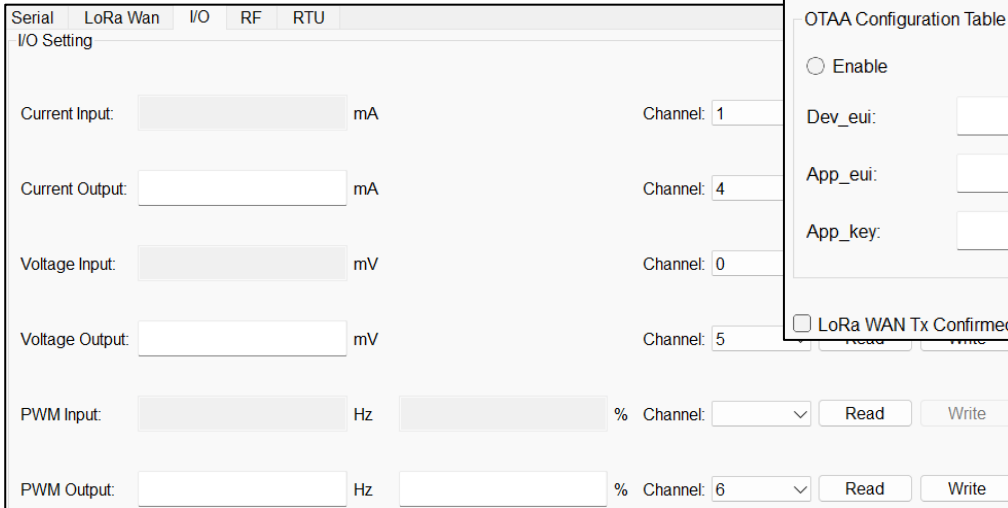 Serial LoRa Wan I/O RF RTU
I/O Setting
Current Input: mA Channel: 1
Current Output: mA Channel: 4
Voltage Input: mV Channel: 0
Voltage Output: mV Channel: 5 Read Write
PWM Input: Hz % Channel: Read Write
PWM Output: Hz % Channel: 6 Read Write
OTAA Configuration Table
Enable
Dev_eui:
App_eui:
App_key:
LoRa WAN Tx Confirmed